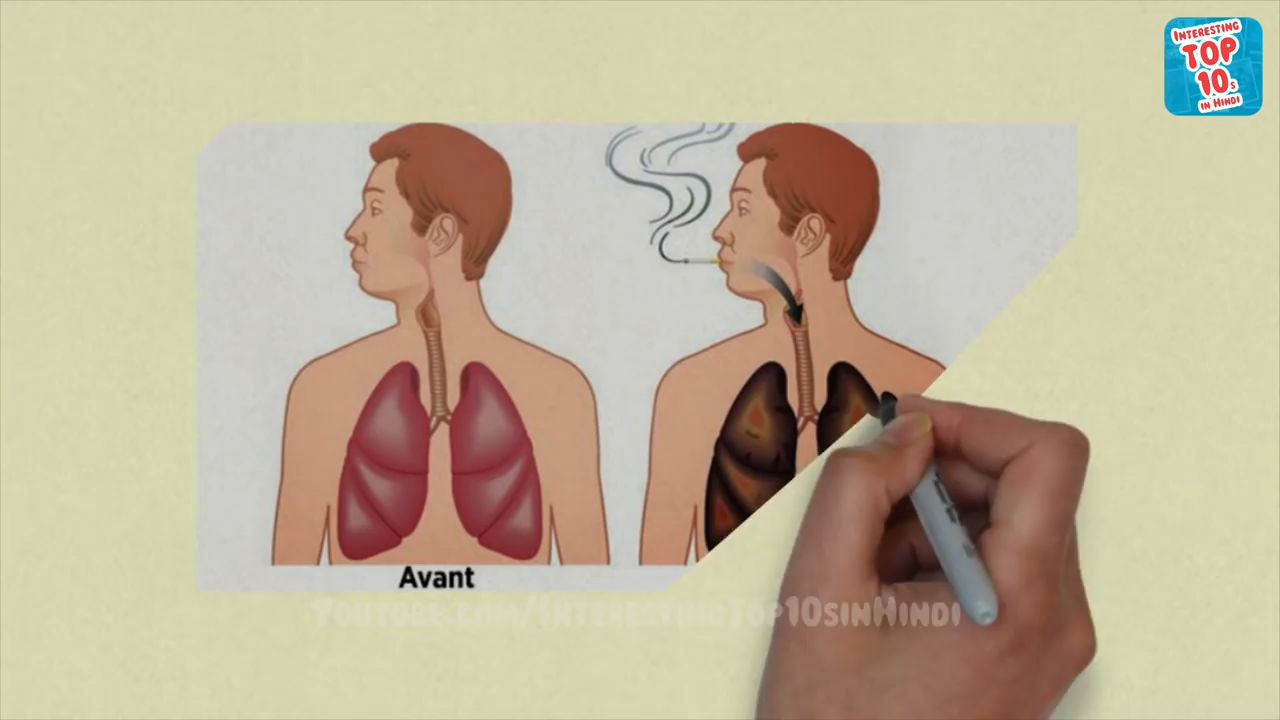 INTERESTING
TOP
10s
IN HINDI
Avant
YOUTUBE.COM/INTERESTINGTOP10SINHINDI